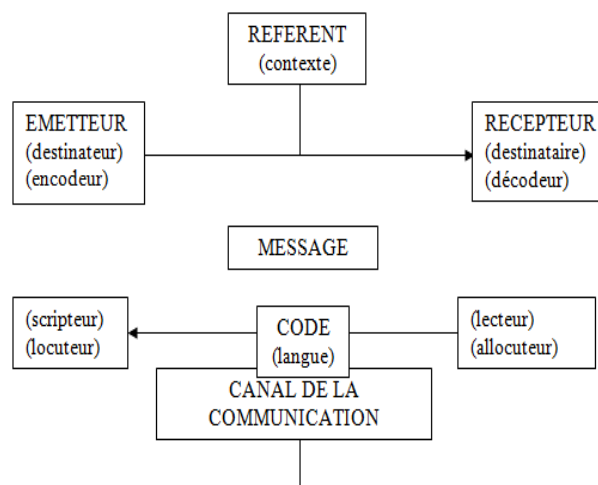 REFERENT
(contexte)
EMETTEUR
(destinateur)
(encodeur)
RECEPTEUR
(destinataire)
(décodeur)
MESSAGE
(scripteur)
(locuteur)
CODE
(langue)
(lecteur)
(allocuteur)
CANAL DE LA
COMMUNICATION